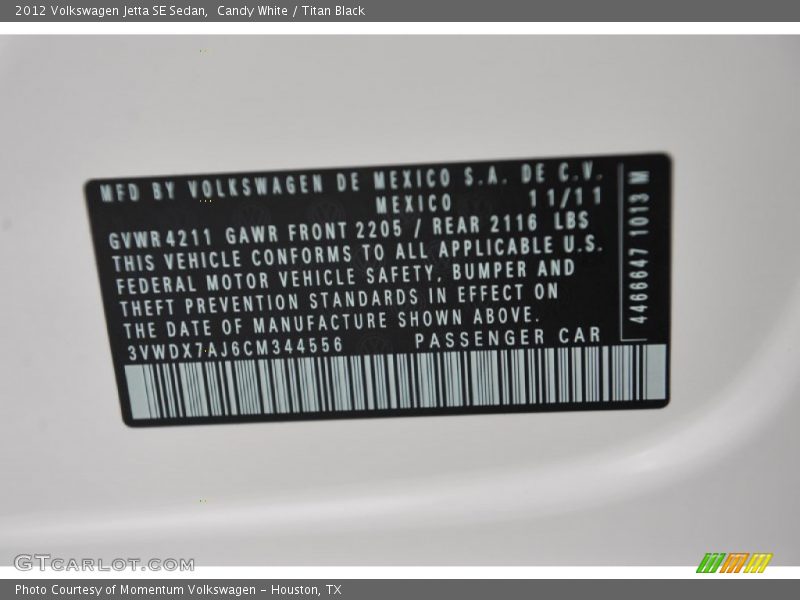 2012 Volkswagen Jetta SE Sedan,  Candy White / Titan Black
MFD BY VOLKSWAGEN DE MEXICO S.A. DE C.V.
MEXICO 11/11
GVWR 4211 GAWR FRONT 2205 / REAR 2116 LBS
THIS VEHICLE CONFORMS TO ALL APPLICABLE U.S.
FEDERAL MOTOR VEHICLE SAFETY, BUMPER AND
THEFT PREVENTION STANDARDS IN EFFECT ON
THE DATE OF MANUFACTURE SHOWN ABOVE.
3VWDX7AJ6CM344556 PASSENGER CAR
4466647 1013 M
GTCARLOT.COM
Photo Courtesy of Momentum Volkswagen - Houston, TX